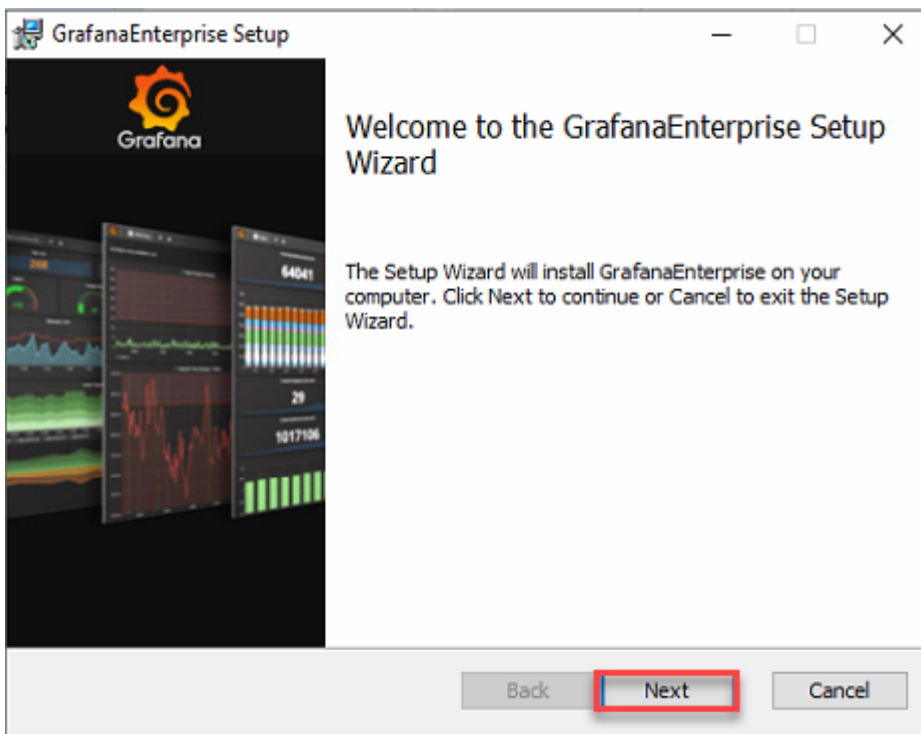 GrafanaEnterprise Setup
Grafana
Welcome to the GrafanaEnterprise Setup
Wizard
The Setup Wizard will install GrafanaEnterprise on your
computer. Click Next to continue or Cancel to exit the Setup
Wizard.
268
64041
29
1017106
Back
Next
Cancel